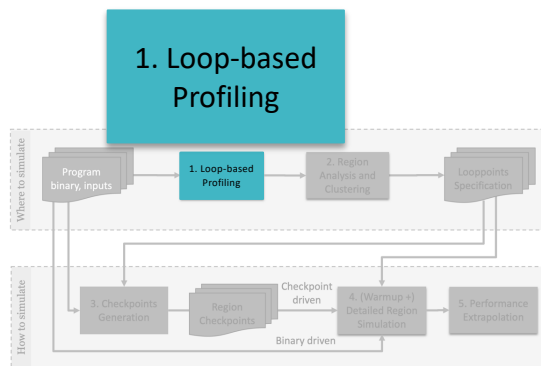 1. Loop-based
Profiling
Where to simulate
Program
binary, inputs
1. Loop-based
Profiling
2. Region
Analysis and
Clustering
Looppoints
Specification
How to simulate
3. Checkpoints
Generation
Region
Checkpoints
Checkpoint
driven
Binary driven
4. (Warmup +)
Detailed Region
Simulation
5. Performance
Extrapolation